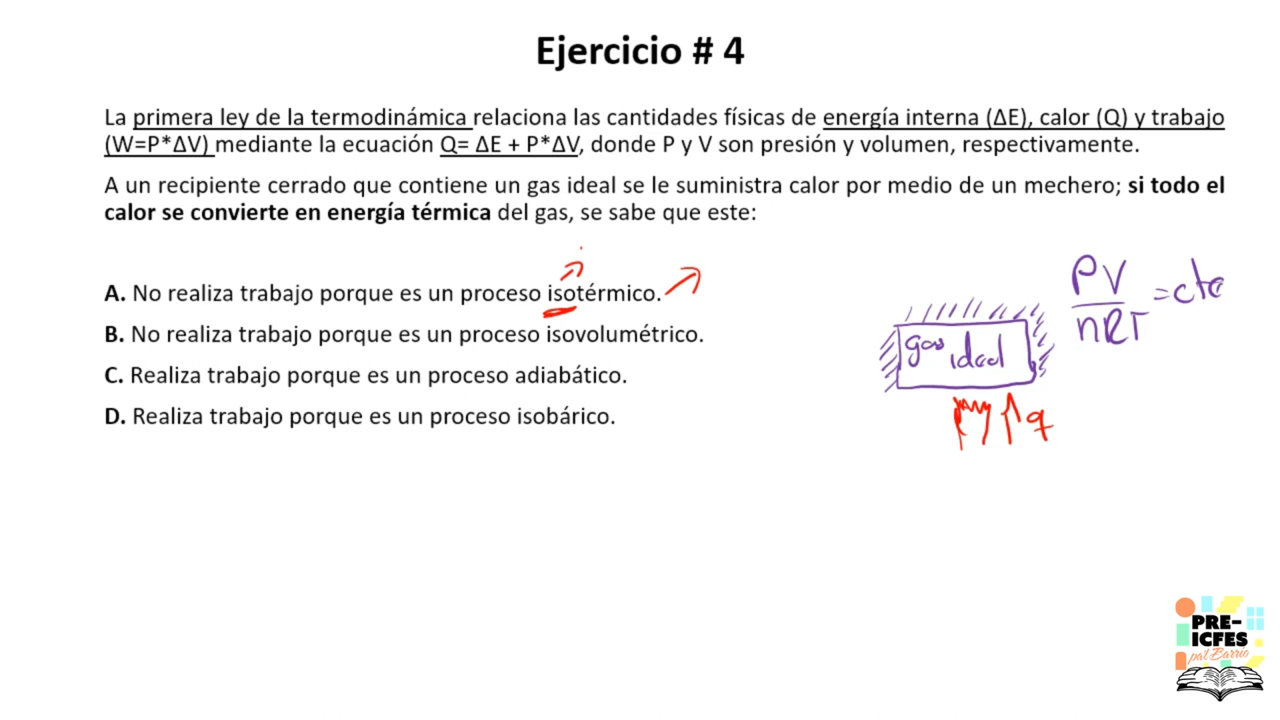 Ejercicio # 4
La primera ley de la termodinámica relaciona las cantidades físicas de energía interna (ΔE), calor (Q) y trabajo
(W=P*ΔV) mediante la ecuación Q= ΔE + P*ΔV, donde P y V son presión y volumen, respectivamente.
A un recipiente cerrado que contiene un gas ideal se le suministra calor por medio de un mechero; si todo el
calor se convierte en energía térmica del gas, se sabe que este:
A. No realiza trabajo porque es un proceso isotérmico.
B. No realiza trabajo porque es un proceso isovolumétrico.
C. Realiza trabajo porque es un proceso adiabático.
D. Realiza trabajo porque es un proceso isobárico.
gas ideal
q
PV
nRT
=cte
PRE-
ICFES
pa'l Barrio